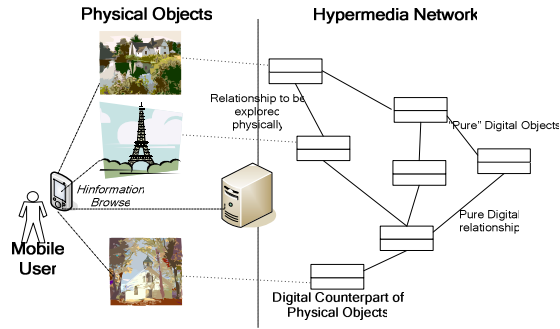 Physical Objects
Hypermedia Network
Relationship to be
explored
physically
"Pure" Digital Objects
Hinformation
Browse
Mobile
User
Pure Digital
relationship
Digital Counterpart of
Physical Objects